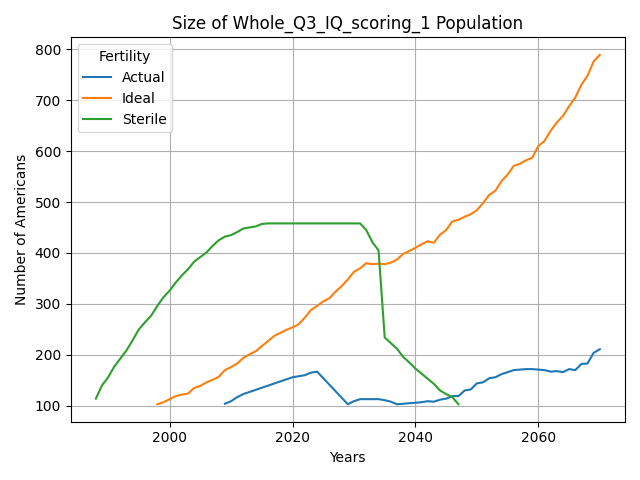 Size of Whole_Q3_IQ_scoring_1 Population
Number of Americans
800
700
600
500
400
300
200
100
Fertility
Actual
Ideal
Sterile
2000
2020
2040
2060
Years